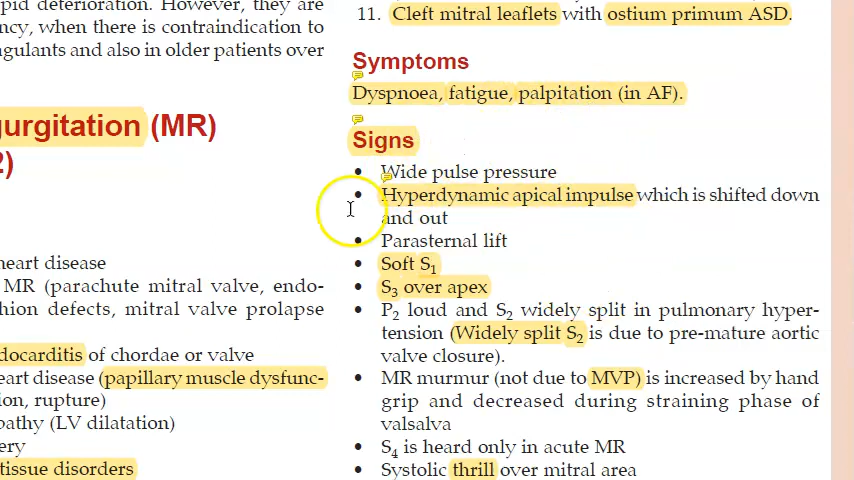 pid deterioration. However, they are
ncy, when there is contraindication to
ngulants and also in older patients over
gurgitation (MR)
2)
heart disease
MR (parachute mitral valve, endo-
hion defects, mitral valve prolapse
docarditis of chordae or valve
eart disease (papillary muscle dysfunc-
ion, rupture)
pathy (LV dilatation)
ery
tissue disorders
11. Cleft mitral leaflets with ostium primum ASD.
Symptoms
Dyspnoea, fatigue, palpitation (in AF).
Signs
• Wide pulse pressure
• Hyperdynamic apical impulse which is shifted down
and out
• Parasternal lift
• Soft S1
• S3 over apex
• P2 loud and S2 widely split in pulmonary hyper-
tension (Widely split S2 is due to pre-mature aortic
valve closure).
• MR murmur (not due to MVP) is increased by hand
grip and decreased during straining phase of
valsalva
• S4 is heard only in acute MR
• Systolic thrill over mitral area